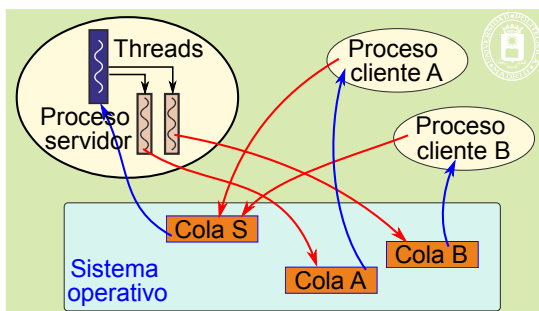 Threads
Proceso
servidor
Proceso
cliente A
Proceso
cliente B
Cola S
Cola A
Cola B
Sistema
operativo